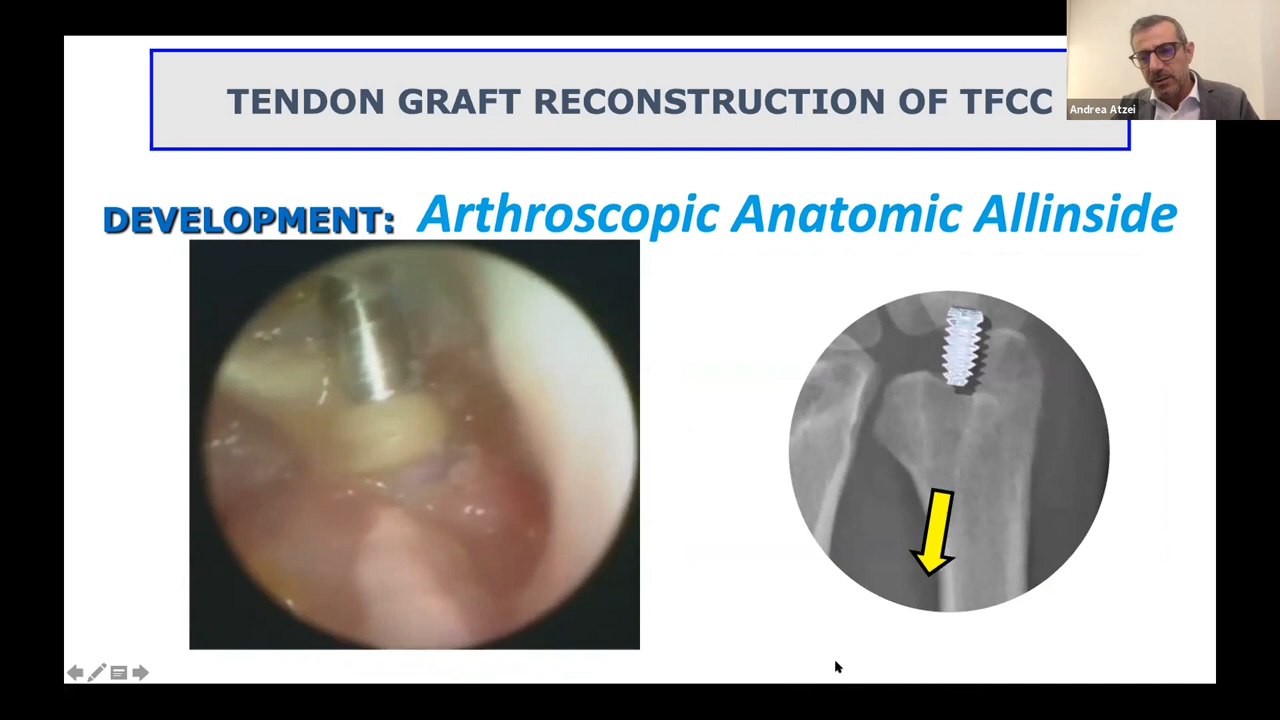 TENDON GRAFT RECONSTRUCTION OF TFCC
Andrea Atzei
DEVELOPMENT: Arthroscopic Anatomic Allinside